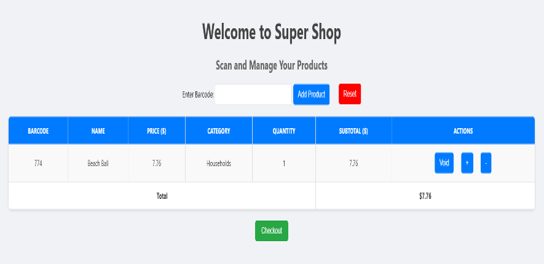 Welcome to Super Shop
Scan and Manage Your Products
Enter Barcode: Add Product Reset
BARCODE NAME PRICE ($) CATEGORY QUANTITY SUBTOTAL ($) ACTIONS
774 Beach Ball 7.76 Households 1 7.76 Void + -
Total $7.76
Checkout